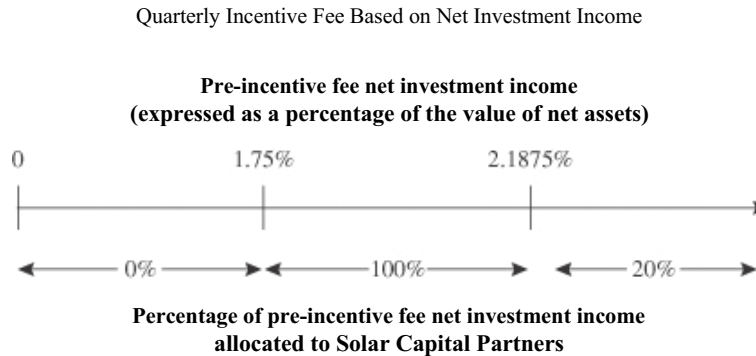 Quarterly Incentive Fee Based on Net Investment Income
Pre-incentive fee net investment income
(expressed as a percentage of the value of net assets)
0 1.75% 2.1875%
0% 100% 20%
Percentage of pre-incentive fee net investment income
allocated to Solar Capital Partners